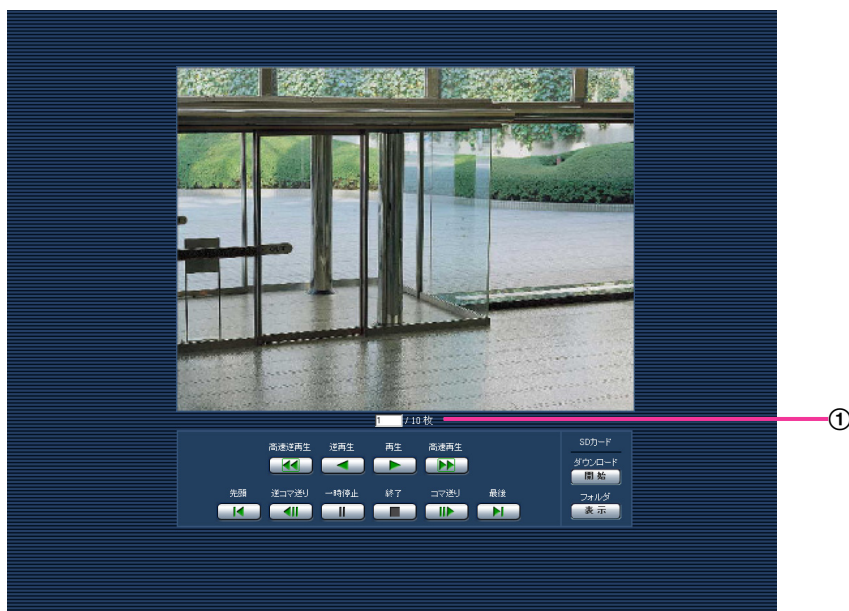 1 / 10 枚
①
高速逆再生 逆再生 再生 高速再生
先頭 逆コマ送り 一時停止 終了 コマ送り 最後
SDカード
ダウンロード
開始
フォルダ
表示